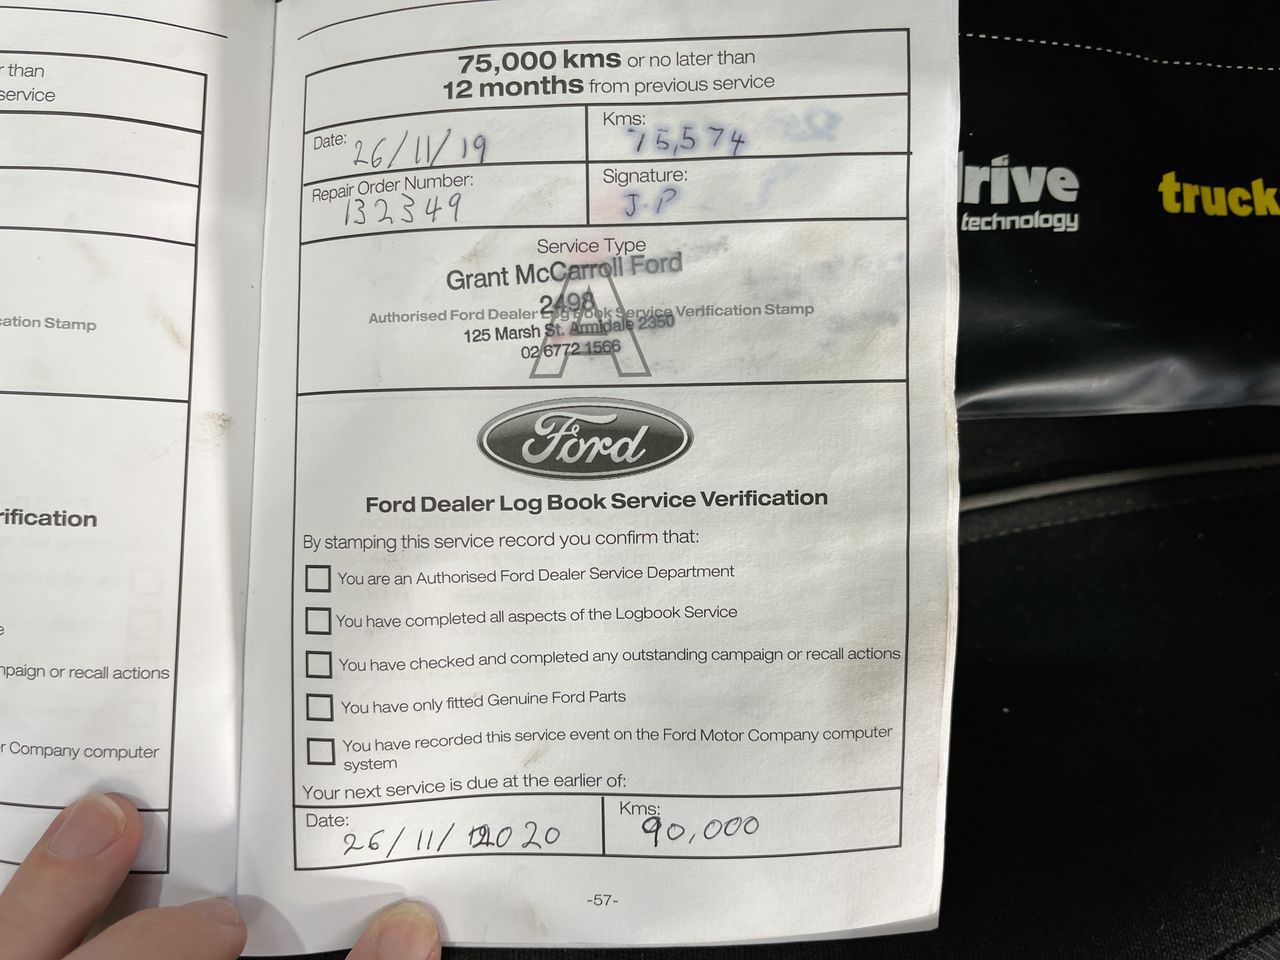 r than
service
cation Stamp
rification
e
mpaign or recall actions
r Company computer
75,000 kms or no later than
12 months from previous service
Date: 26/11/19
Kms: 75,574
Repair Order Number: 132349
Signature: J.P
Service Type
Grant McCarroll Ford
2498
Authorised Ford Dealer Log Book Service Verification Stamp
125 Marsh St. Armidale 2350
02 6772 1566
A
Ford
Ford Dealer Log Book Service Verification
By stamping this service record you confirm that:
You are an Authorised Ford Dealer Service Department
You have completed all aspects of the Logbook Service
You have checked and completed any outstanding campaign or recall actions
You have only fitted Genuine Ford Parts
You have recorded this service event on the Ford Motor Company computer
system
Your next service is due at the earlier of:
Date: 26/11/2020
Kms: 90,000
-57-
rive
technology
truck